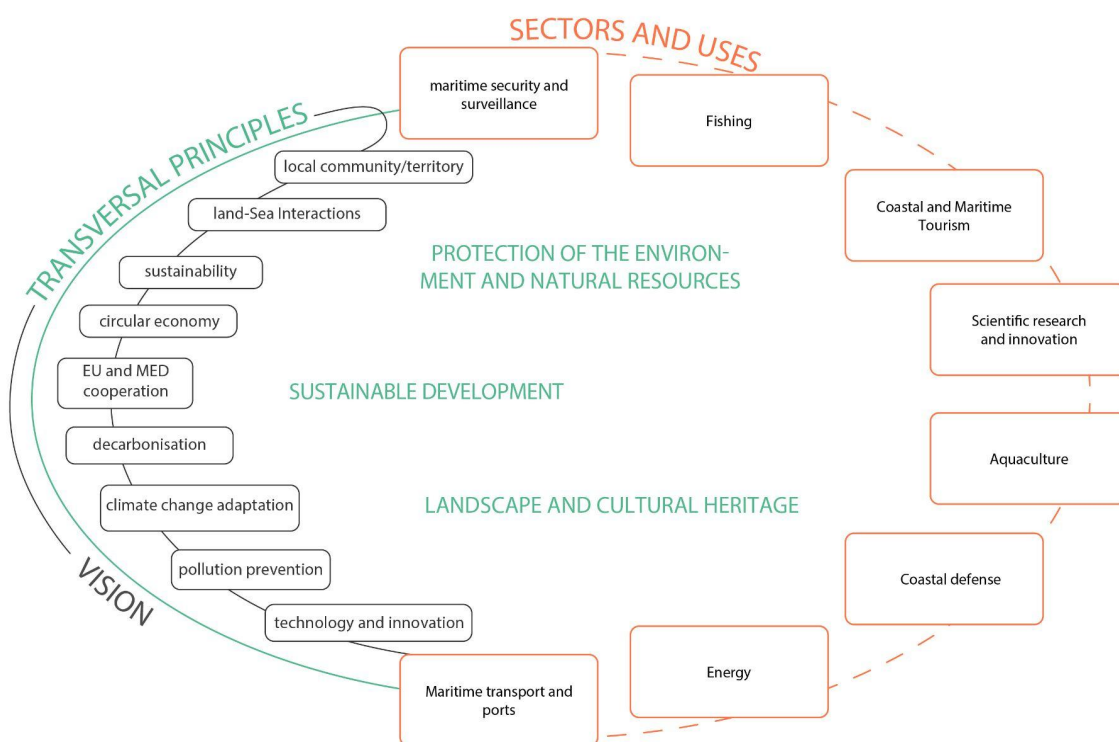 SECTORS AND USES
maritime security and
surveillance
Fishing
Coastal and Maritime
Tourism
Scientific research
and innovation
Aquaculture
Coastal defense
Energy
Maritime transport and
ports
TRANSVERSAL PRINCIPLES
PROTECTION OF THE ENVIRON-
MENT AND NATURAL RESOURCES
SUSTAINABLE DEVELOPMENT
LANDSCAPE AND CULTURAL HERITAGE
VISION
local community/territory
land-Sea Interactions
sustainability
circular economy
EU and MED
cooperation
decarbonisation
climate change adaptation
pollution prevention
technology and innovation